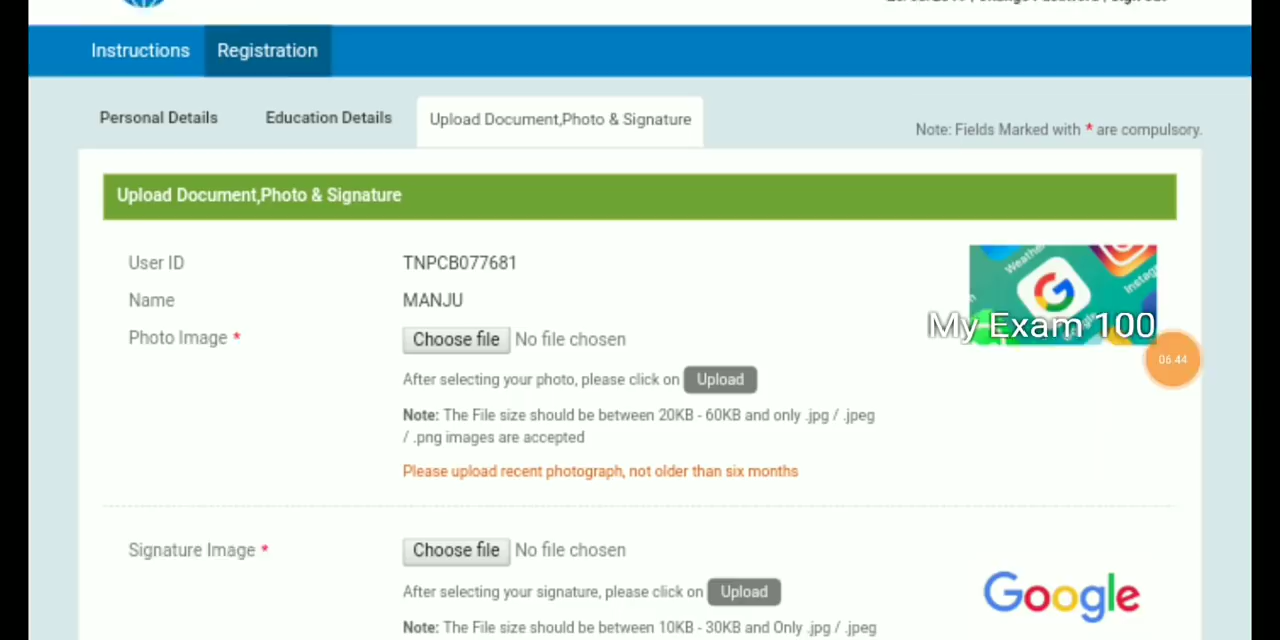 Instructions Registration
Personal Details Education Details Upload Document,Photo & Signature
Note: Fields Marked with * are compulsory.
Upload Document,Photo & Signature
User ID TNPCB077681
Name MANJU
Photo Image * Choose file No file chosen
After selecting your photo, please click on Upload
Note: The File size should be between 20KB - 60KB and only .jpg / .jpeg
/ .png images are accepted
Please upload recent photograph, not older than six months
Weather
My Exam 100
06.44
Signature Image * Choose file No file chosen
After selecting your signature, please click on Upload
Note: The File size should be between 10KB - 30KB and Only .jpg / .jpeg
Google